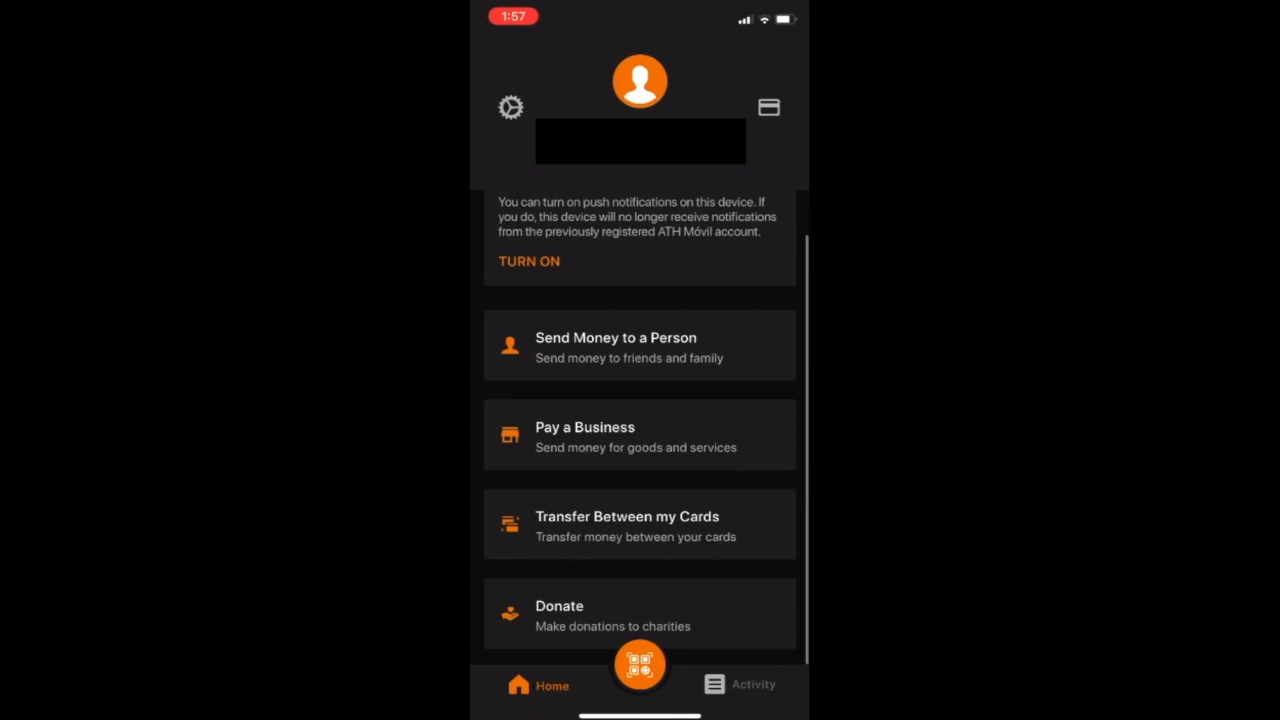 1:57
You can turn on push notifications on this device. If
you do, this device will no longer receive notifications
from the previously registered ATH Móvil account.
TURN ON
Send Money to a Person
Send money to friends and family
Pay a Business
Send money for goods and services
Transfer Between my Cards
Transfer money between your cards
Donate
Make donations to charities
Home
Activity